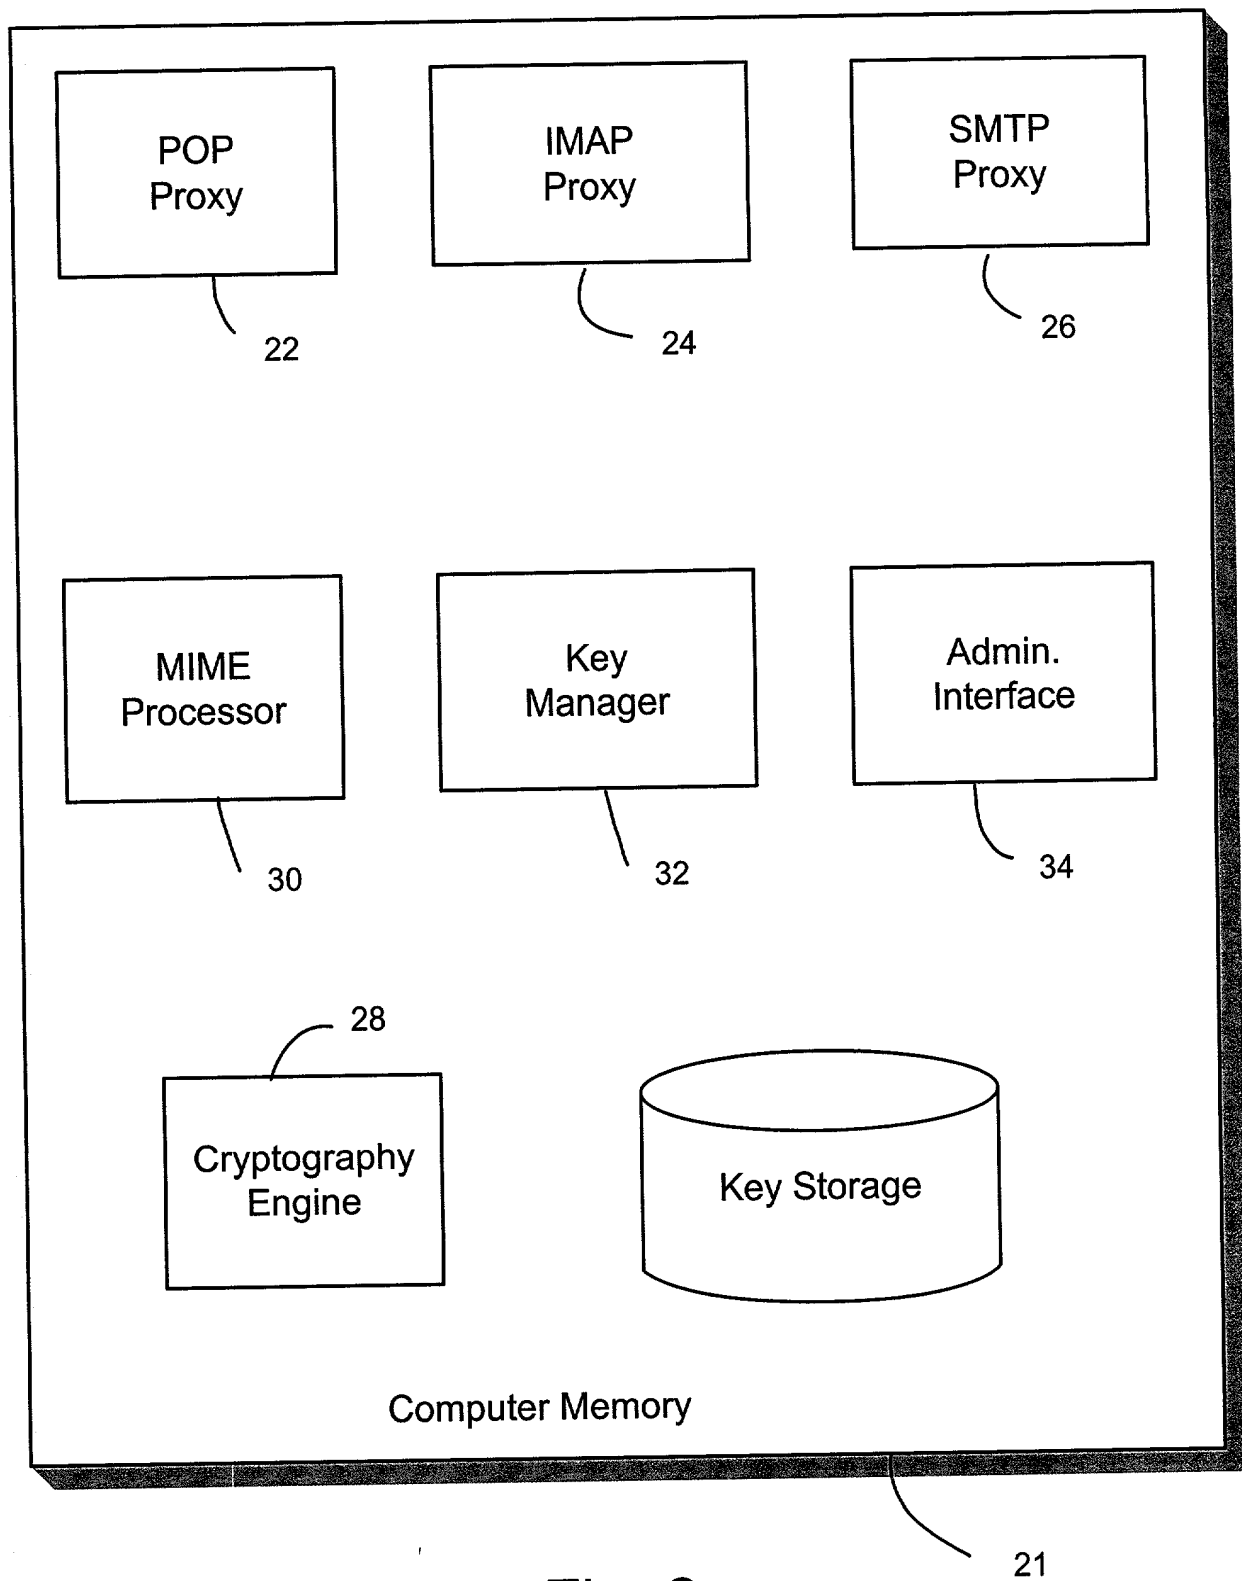 POP
Proxy
IMAP
Proxy
SMTP
Proxy
22
24
26
MIME
Processor
Key
Manager
Admin.
Interface
30
32
34
28
Cryptography
Engine
Key Storage
Computer Memory
21